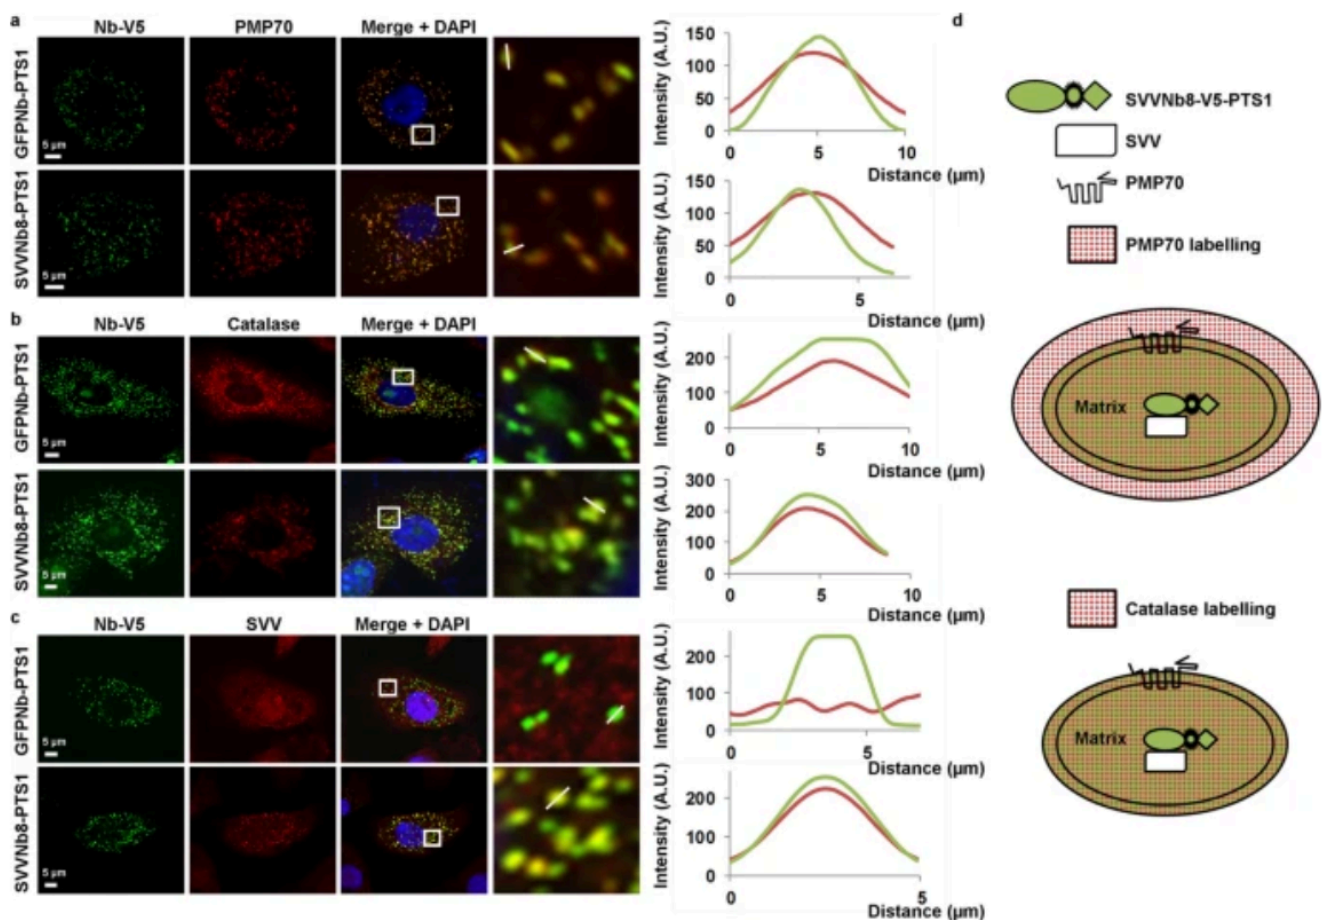 a
Nb-V5 PMP70 Merge + DAPI
GFPNb-PTS1
5 µm
SVVNb8-PTS1
5 µm
Intensity (A.U.)
150
100
50
0
0 5 10
Distance (µm)
Intensity (A.U.)
150
100
50
0
0 5
Distance (µm)
b
Nb-V5 Catalase Merge + DAPI
GFPNb-PTS1
5 µm
SVVNb8-PTS1
5 µm
Intensity (A.U.)
200
100
0
0 5 10
Distance (µm)
Intensity (A.U.)
300
200
100
0
0 5 10
Distance (µm)
c
Nb-V5 SVV Merge + DAPI
GFPNb-PTS1
5 µm
SVVNb8-PTS1
5 µm
Intensity (A.U.)
200
100
0
0 5
Distance (µm)
Intensity (A.U.)
200
100
0
0 5
Distance (µm)
d
SVVNb8-V5-PTS1
SVV
PMP70
PMP70 labelling
Matrix
Catalase labelling
Matrix